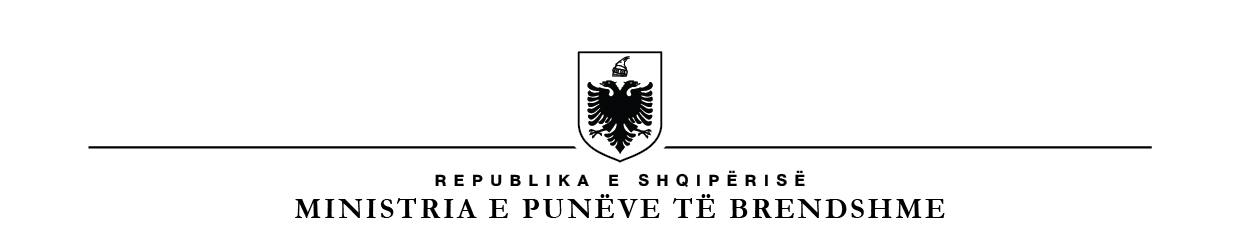 REPUBLIKA E SHQIPËRISË
MINISTRIA E PUNËVE TË BRENDSHME